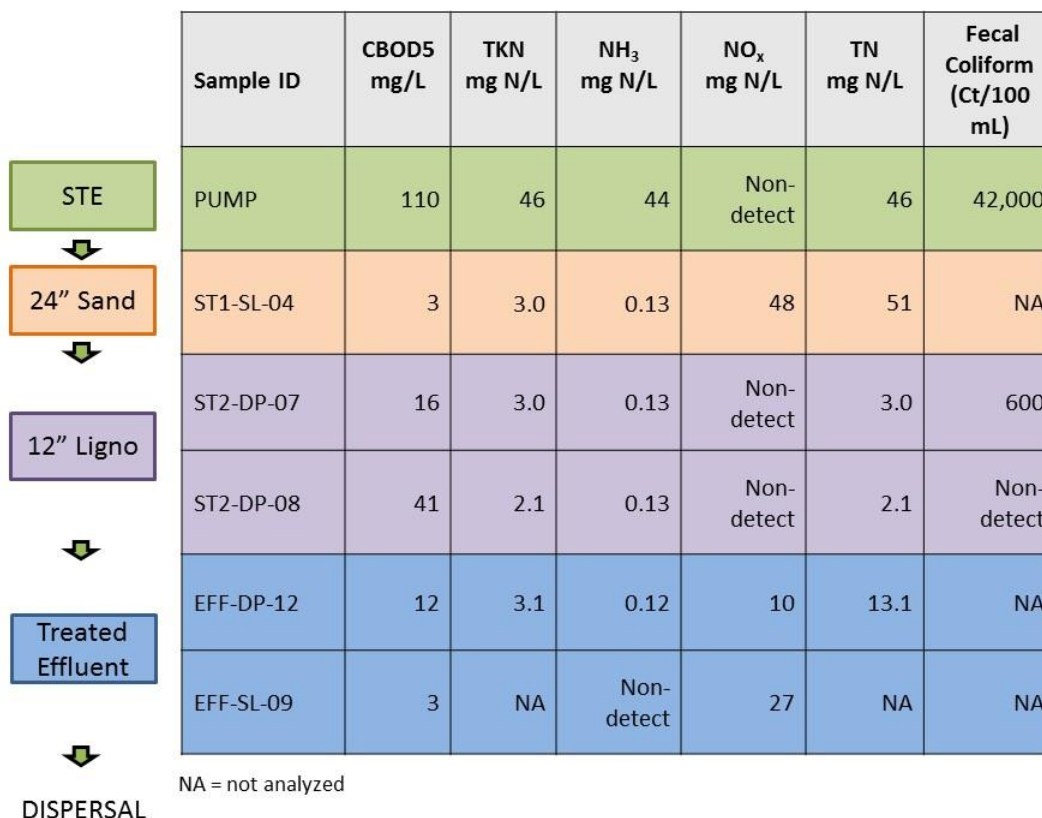 Sample ID CBOD5 mg/L TKN mg N/L NH₃ mg N/L NOₓ mg N/L TN mg N/L Fecal Coliform (Ct/100 mL)
STE
PUMP 110 46 44 Non-detect 46 42,000
24” Sand
ST1-SL-04 3 3.0 0.13 48 51 NA
12” Ligno
ST2-DP-07 16 3.0 0.13 Non-detect 3.0 600
ST2-DP-08 41 2.1 0.13 Non-detect 2.1 Non-detect
Treated
Effluent
EFF-DP-12 12 3.1 0.12 10 13.1 NA
EFF-SL-09 3 NA Non-detect 27 NA NA
DISPERSAL
NA = not analyzed